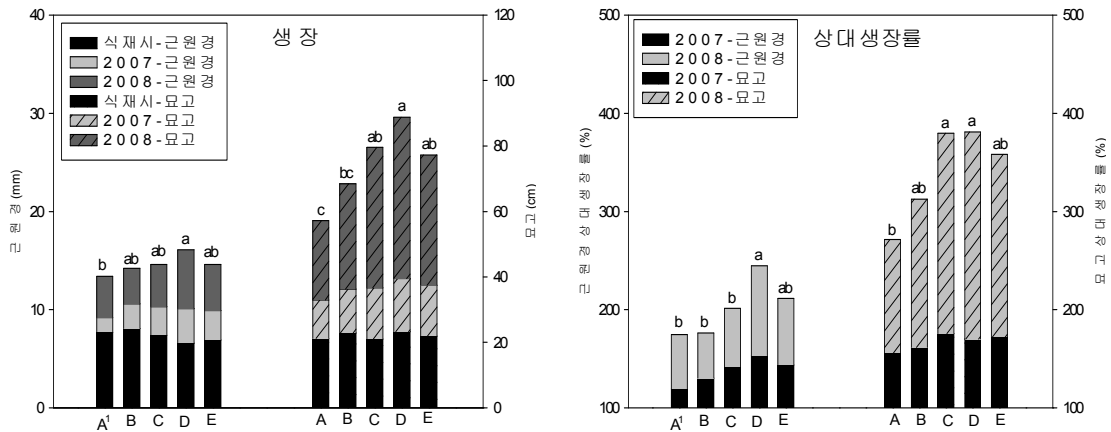 생 장
식재시-근원경
2007-근원경
2008-근원경
식재시-묘고
2007-묘고
2008-묘고
근 원 경 (mm)
40
30
20
10
0
b ab ab a ab
c bc ab a ab
A¹ B C D E
A B C D E
120
100
80
60
40
20
0
묘고 (cm)
상대생장률
2007-근원경
2008-근원경
2007-묘고
2008-묘고
근 원 경 상 대 생 장 률 (%)
500
400
300
200
100
b b b a ab
b ab a a ab
A¹ B C D E
A B C D E
500
400
300
200
100
묘고 상 대 생 장 률 (%)